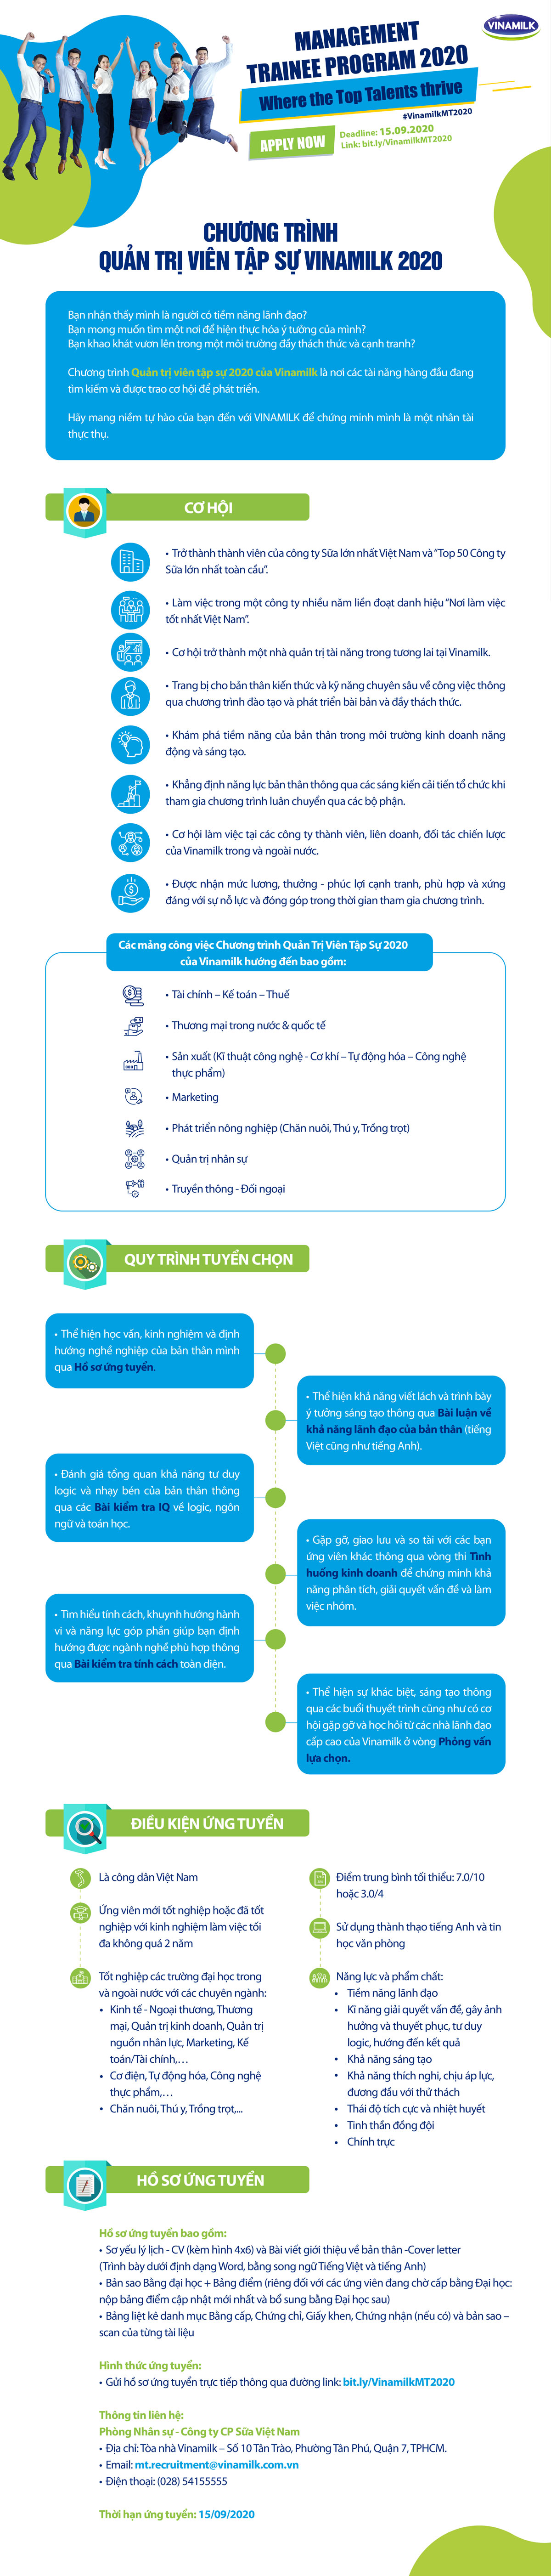 MANAGEMENT
TRAINEE PROGRAM 2020
Where the Top Talents thrive
#VinamilkMT2020
APPLY NOW
Deadline: 15.09.2020
Link: bit.ly/VinamilkMT2020
VINAMILK
CHƯƠNG TRÌNH
QUẢN TRỊ VIÊN TẬP SỰ VINAMILK 2020
Bạn nhận thấy mình là người có tiềm năng lãnh đạo?
Bạn mong muốn tìm một nơi để hiện thực hóa ý tưởng của mình?
Bạn khao khát vươn lên trong một môi trường đầy thách thức và cạnh tranh?
Chương trình Quản trị viên tập sự 2020 của Vinamilk là nơi các tài năng hàng đầu đang
tìm kiếm và được trao cơ hội để phát triển.
Hãy mang niềm tự hào của bạn đến với VINAMILK để chứng minh mình là một nhân tài
thực thụ.
CƠ HỘI
• Trở thành thành viên của công ty Sữa lớn nhất Việt Nam và "Top 50 Công ty
Sữa lớn nhất toàn cầu".
• Làm việc trong một công ty nhiều năm liền đoạt danh hiệu "Nơi làm việc
tốt nhất Việt Nam".
• Cơ hội trở thành một nhà quản trị tài năng trong tương lai tại Vinamilk.
• Trang bị cho bản thân kiến thức và kỹ năng chuyên sâu về công việc thông
qua chương trình đào tạo và phát triển bài bản và đầy thách thức.
• Khám phá tiềm năng của bản thân trong môi trường kinh doanh năng
động và sáng tạo.
• Khẳng định năng lực bản thân thông qua các sáng kiến cải tiến tổ chức khi
tham gia chương trình luân chuyển qua các bộ phận.
• Cơ hội làm việc tại các công ty thành viên, liên doanh, đối tác chiến lược
của Vinamilk trong và ngoài nước.
• Được nhận mức lương, thưởng - phúc lợi cạnh tranh, phù hợp và xứng
đáng với sự nỗ lực và đóng góp trong thời gian tham gia chương trình.
Các mảng công việc Chương trình Quản Trị Viên Tập Sự 2020
của Vinamilk hướng đến bao gồm:
• Tài chính – Kế toán – Thuế
• Thương mại trong nước & quốc tế
• Sản xuất (Kĩ thuật công nghệ - Cơ khí – Tự động hóa – Công nghệ
thực phẩm)
• Marketing
• Phát triển nông nghiệp (Chăn nuôi, Thú y, Trồng trọt)
• Quản trị nhân sự
• Truyền thông - Đối ngoại
QUY TRÌNH TUYỂN CHỌN
• Thể hiện học vấn, kinh nghiệm và định
hướng nghề nghiệp của bản thân mình
qua Hồ sơ ứng tuyển.
• Thể hiện khả năng viết lách và trình bày
ý tưởng sáng tạo thông qua Bài luận về
khả năng lãnh đạo của bản thân (tiếng
Việt cũng như tiếng Anh).
• Đánh giá tổng quan khả năng tư duy
logic và nhạy bén của bản thân thông
qua các Bài kiểm tra IQ về logic, ngôn
ngữ và toán học.
• Gặp gỡ, giao lưu và so tài với các bạn
ứng viên khác thông qua vòng thi Tình
huống kinh doanh để chứng minh khả
năng phân tích, giải quyết vấn đề và làm
việc nhóm.
• Tìm hiểu tính cách, khuynh hướng hành
vi và năng lực góp phần giúp bạn định
hướng được ngành nghề phù hợp thông
qua Bài kiểm tra tính cách toàn diện.
• Thể hiện sự khác biệt, sáng tạo thông
qua các buổi thuyết trình cũng như có cơ
hội gặp gỡ và học hỏi từ các nhà lãnh đạo
cấp cao của Vinamilk ở vòng Phỏng vấn
lựa chọn.
ĐIỀU KIỆN ỨNG TUYỂN
Là công dân Việt Nam
Ứng viên mới tốt nghiệp hoặc đã tốt
nghiệp với kinh nghiệm làm việc tối
đa không quá 2 năm
Tốt nghiệp các trường đại học trong
và ngoài nước với các chuyên ngành:
• Kinh tế - Ngoại thương, Thương
mại, Quản trị kinh doanh, Quản trị
nguồn nhân lực, Marketing, Kế
toán/Tài chính,…
• Cơ điện, Tự động hóa, Công nghệ
thực phẩm,…
• Chăn nuôi, Thú y, Trồng trọt,...
Điểm trung bình tối thiểu: 7.0/10
hoặc 3.0/4
Sử dụng thành thạo tiếng Anh và tin
học văn phòng
Năng lực và phẩm chất:
• Tiềm năng lãnh đạo
• Kĩ năng giải quyết vấn đề, gây ảnh
hưởng và thuyết phục, tư duy
logic, hướng đến kết quả
• Khả năng sáng tạo
• Khả năng thích nghi, chịu áp lực,
đương đầu với thử thách
• Thái độ tích cực và nhiệt huyết
• Tinh thần đồng đội
• Chính trực
HỒ SƠ ỨNG TUYỂN
Hồ sơ ứng tuyển bao gồm:
• Sơ yếu lý lịch - CV (kèm hình 4x6) và Bài viết giới thiệu về bản thân -Cover letter
(Trình bày dưới định dạng Word, bằng song ngữ Tiếng Việt và tiếng Anh)
• Bản sao Bằng đại học + Bảng điểm (riêng đối với các ứng viên đang chờ cấp bằng Đại học:
nộp bảng điểm cập nhật mới nhất và bổ sung bằng Đại học sau)
• Bảng liệt kê danh mục Bằng cấp, Chứng chỉ, Giấy khen, Chứng nhận (nếu có) và bản sao –
scan của từng tài liệu
Hình thức ứng tuyển:
• Gửi hồ sơ ứng tuyển trực tiếp thông qua đường link: bit.ly/VinamilkMT2020
Thông tin liên hệ:
Phòng Nhân sự - Công ty CP Sữa Việt Nam
• Địa chỉ: Tòa nhà Vinamilk – Số 10 Tân Trào, Phường Tân Phú, Quận 7, TPHCM.
• Email: mt.recruitment@vinamilk.com.vn
• Điện thoại: (028) 54155555
Thời hạn ứng tuyển: 15/09/2020